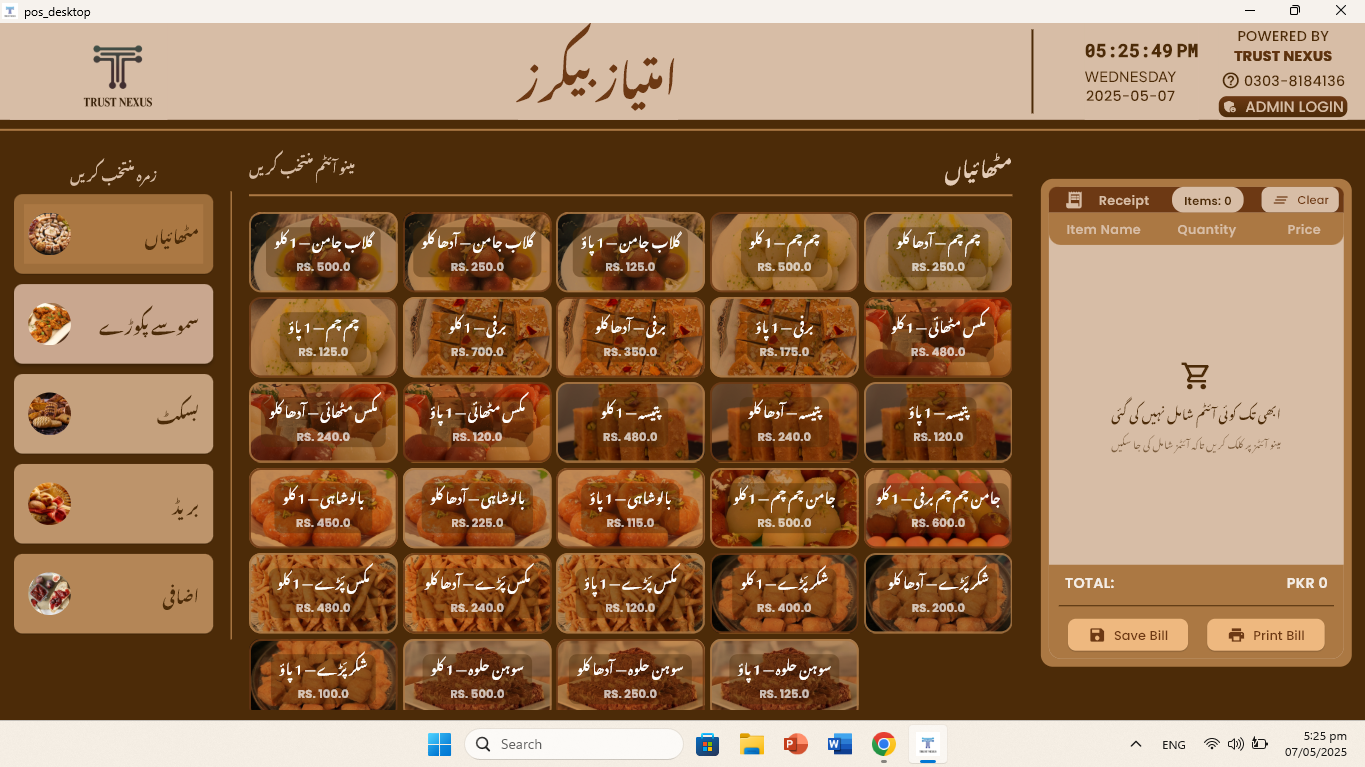 pos_desktop
TRUST NEXUS
امتیاز بیکرز
05:25:49 PM
WEDNESDAY
2025-05-07
POWERED BY
TRUST NEXUS
0303-8184136
ADMIN LOGIN
زمرہ منتخب کریں
مٹھائیاں
سموسے پکوڑے
بسکٹ
بریڈ
اضافی
مینو آئٹم منتخب کریں
مٹھائیاں
گلاب جامن – 1 کلو
RS. 500.0
گلاب جامن – آدھا کلو
RS. 250.0
گلاب جامن – 1 پاؤ
RS. 125.0
چم چم – 1 کلو
RS. 500.0
چم چم – آدھا کلو
RS. 250.0
چم چم – 1 پاؤ
RS. 125.0
برفی – 1 کلو
RS. 700.0
برفی – آدھا کلو
RS. 350.0
برفی – 1 پاؤ
RS. 175.0
مکس مٹھائی – 1 کلو
RS. 480.0
مکس مٹھائی – آدھا کلو
RS. 240.0
مکس مٹھائی – 1 پاؤ
RS. 120.0
پتیسہ – 1 کلو
RS. 480.0
پتیسہ – آدھا کلو
RS. 240.0
پتیسہ – 1 پاؤ
RS. 120.0
بالوشاہی – 1 کلو
RS. 450.0
بالوشاہی – آدھا کلو
RS. 225.0
بالوشاہی – 1 پاؤ
RS. 115.0
جامن چم چم – 1 کلو
RS. 500.0
جامن چم چم برفی – 1 کلو
RS. 600.0
مکس پَڑے – 1 کلو
RS. 480.0
مکس پَڑے – آدھا کلو
RS. 240.0
مکس پَڑے – 1 پاؤ
RS. 120.0
شکر پَڑے – 1 کلو
RS. 400.0
شکر پَڑے – آدھا کلو
RS. 200.0
شکر پَڑے – 1 پاؤ
RS. 100.0
سوہن حلوہ – 1 کلو
RS. 500.0
سوہن حلوہ – آدھا کلو
RS. 250.0
سوہن حلوہ – 1 پاؤ
RS. 125.0
Receipt
Items: 0
Clear
Item Name Quantity Price
ابھی تک کوئی آئٹم شامل نہیں کی گئی
مینو آئٹمز پر کلک کریں تاکہ آئٹمز شامل کی جا سکیں
TOTAL: PKR 0
Save Bill
Print Bill
Search
ENG
5:25 pm
07/05/2025